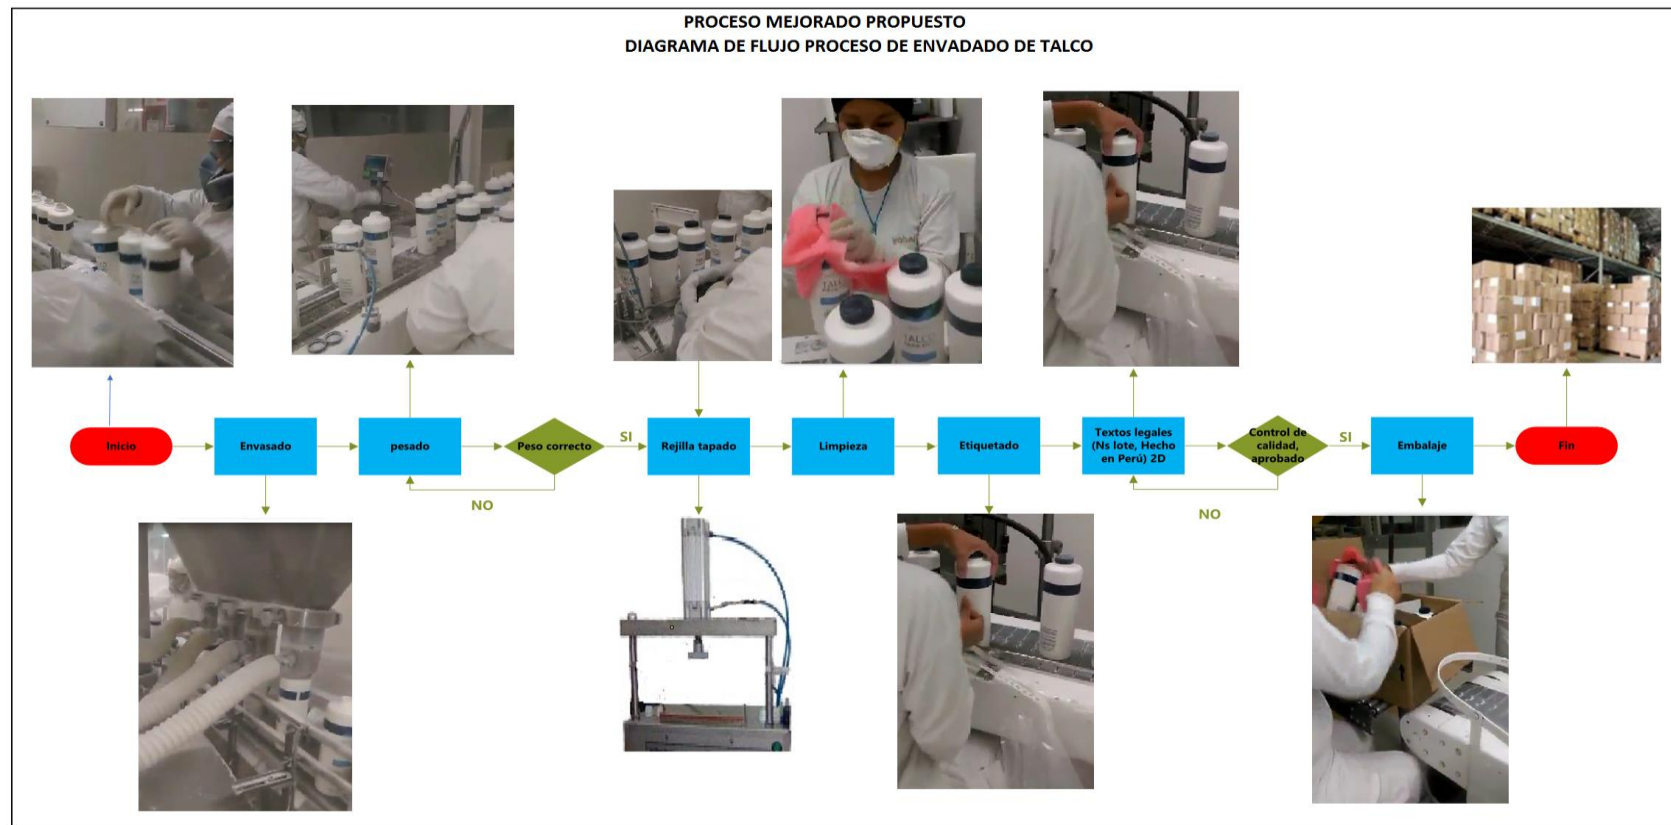 PROCESO MEJORADO PROPUESTO
DIAGRAMA DE FLUJO PROCESO DE ENVADADO DE TALCO
TALCO
TALCO
Inicio
Envasado
pesado
Peso correcto
SI
Rejilla tapado
Limpieza
Etiquetado
Textos legales
(Ns lote, Hecho
en Perú) 2D
Control de
calidad,
aprobado
SI
Embalaje
Fin
NO
NO